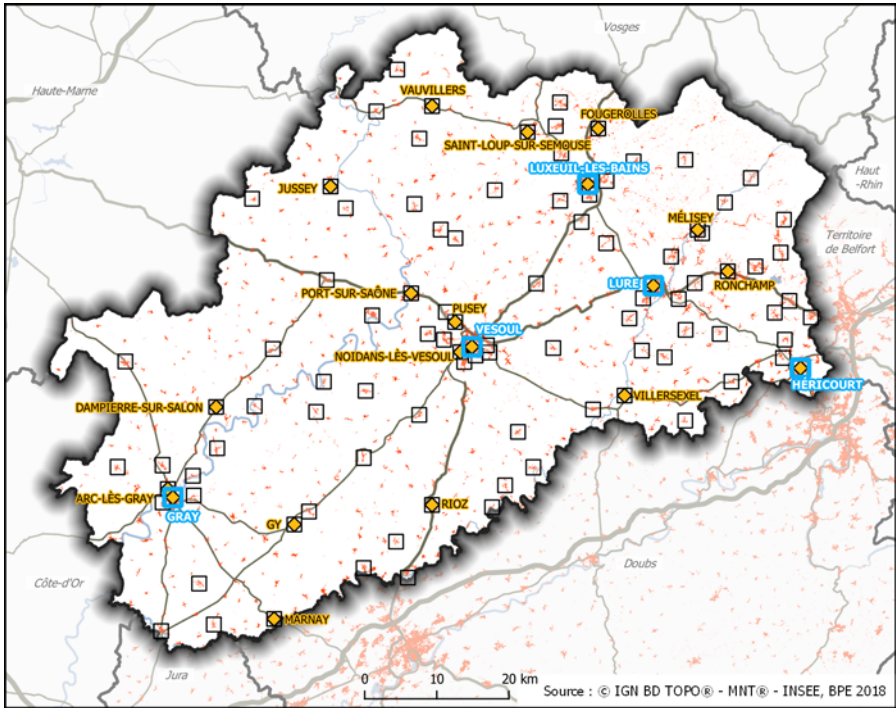 Vosges
Haute-Marne
VAUVILLERS
FOUGEROLLES
SAINT-LOUP-SUR-SEMOUSE
LUXEUIL-LES-BAINS
Haut
-Rhin
JUSSEY
MÉLISEY
Territoire
de Belfort
RONCHAMP
LURE
PORT-SUR-SAÔNE
PUSEY
VESOUL
NOIDANS-LÈS-VESOUL
HÉRICOURT
VILLERSEXEL
DAMPIERRE-SUR-SALON
ARC-LÈS-GRAY
GRAY
RIOZ
GY
Doubs
Côte-d'Or
MARNAY
Jura
0 10 20 km
Source : © IGN BD TOPO® - MNT® - INSEE, BPE 2018